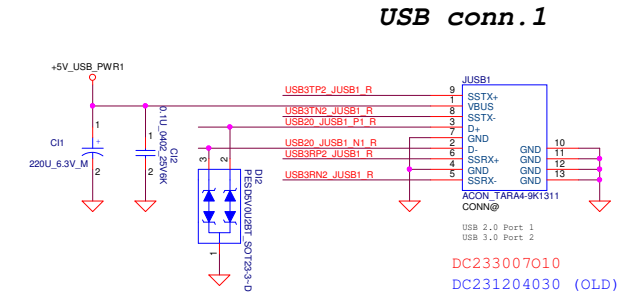 USB conn.1
+5V_USB_PWR1
JUSB1
USB3TP2_JUSB1_R
9
SSTX+
1
VBUS
USB3TN2_JUSB1_R
8
SSTX-
USB20_JUSB1_P1_R
3
D+
7
GND
USB20_JUSB1_N1_R
2
D-
GND
10
USB3RP2_JUSB1_R
6
SSRX+
GND
11
4
GND
GND
12
USB3RN2_JUSB1_R
5
SSRX-
GND
13
ACON_TARA4-9K1311
CONN@
1
+
CI1
220U_6.3V_M
2
0.1U_0402_25V6K
1
CI2
2
3
2
DI2
PESD5V0U2BT_SOT23-3~D
1
USB 2.0 Port 1
USB 3.0 Port 2
DC233007O10
DC231204030 (OLD)